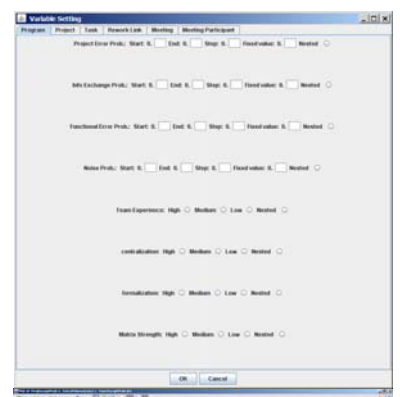 Variable Setting
Program Project Task Rework Link Meeting Meeting Participant
Project Error Prob.: Start: 0. End: 0. Step: 0. Fixed value: 0. Nested
Info Exchange Prob.: Start: 0. End: 0. Step: 0. Fixed value: 0. Nested
Functional Error Prob.: Start: 0. End: 0. Step: 0. Fixed value: 0. Nested
Noise Prob.: Start: 0. End: 0. Step: 0. Fixed value: 0. Nested
Team Experience: High Medium Low Nested
centralization: High Medium Low Nested
formalization: High Medium Low Nested
Matrix Strength: High Medium Low Nested
OK Cancel